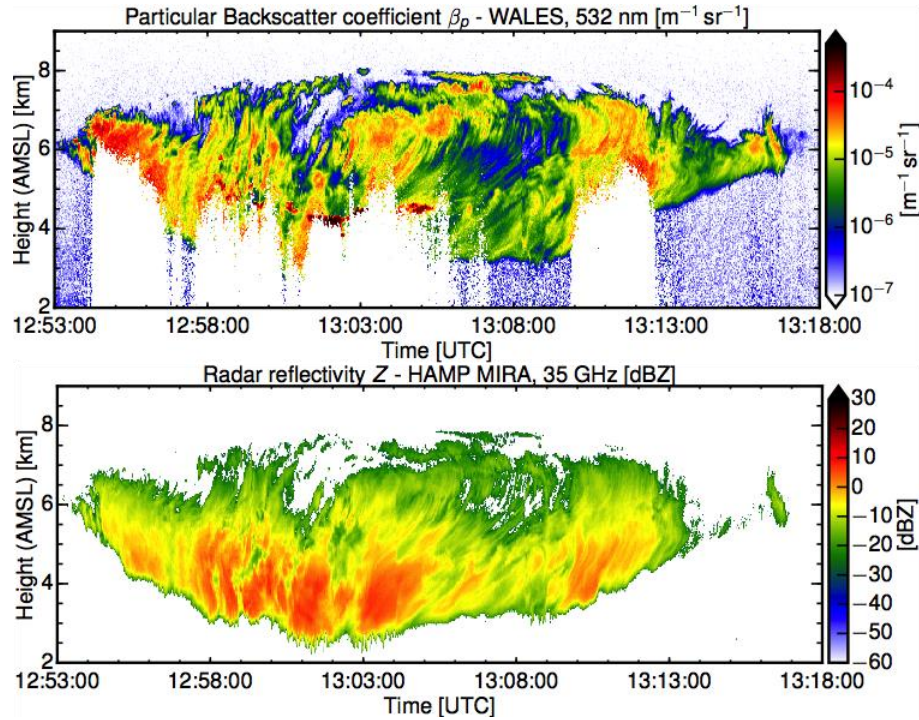 Particular Backscatter coefficient βp - WALES, 532 nm [m⁻¹ sr⁻¹]
Height (AMSL) [km]
8
6
4
2
12:53:00 12:58:00 13:03:00 13:08:00 13:13:00 13:18:00
Time [UTC]
10⁻⁴
10⁻⁵
10⁻⁶
10⁻⁷
[m⁻¹ sr⁻¹]
Radar reflectivity Z - HAMP MIRA, 35 GHz [dBZ]
Height (AMSL) [km]
8
6
4
2
12:53:00 12:58:00 13:03:00 13:08:00 13:13:00 13:18:00
Time [UTC]
30
20
10
0
−10
−20
−30
−40
−50
−60
[dBZ]